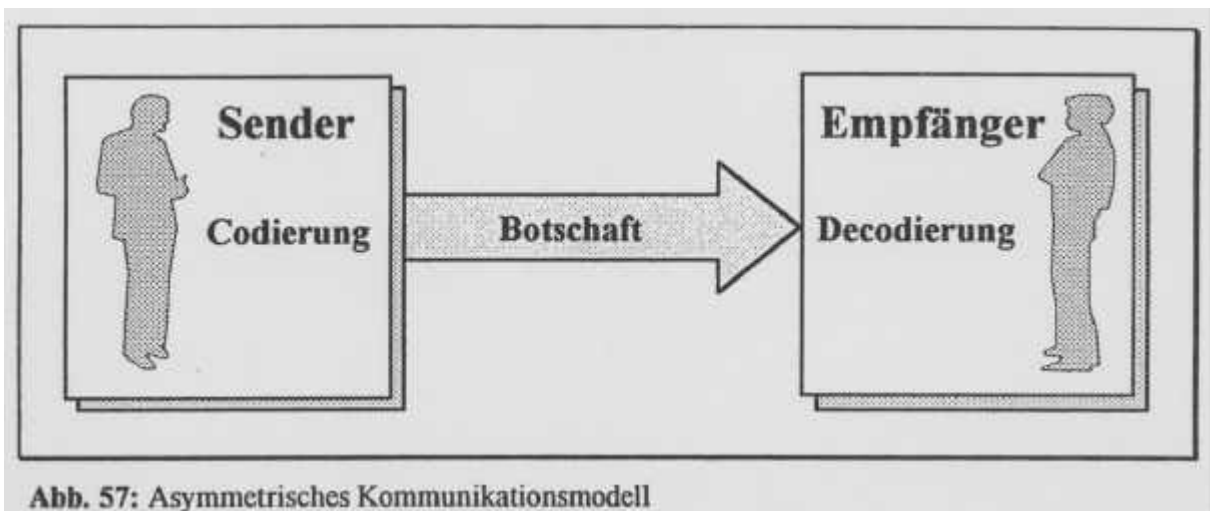 Sender
Empfänger
Codierung
Botschaft
Decodierung
Abb. 57: Asymmetrisches Kommunikationsmodell